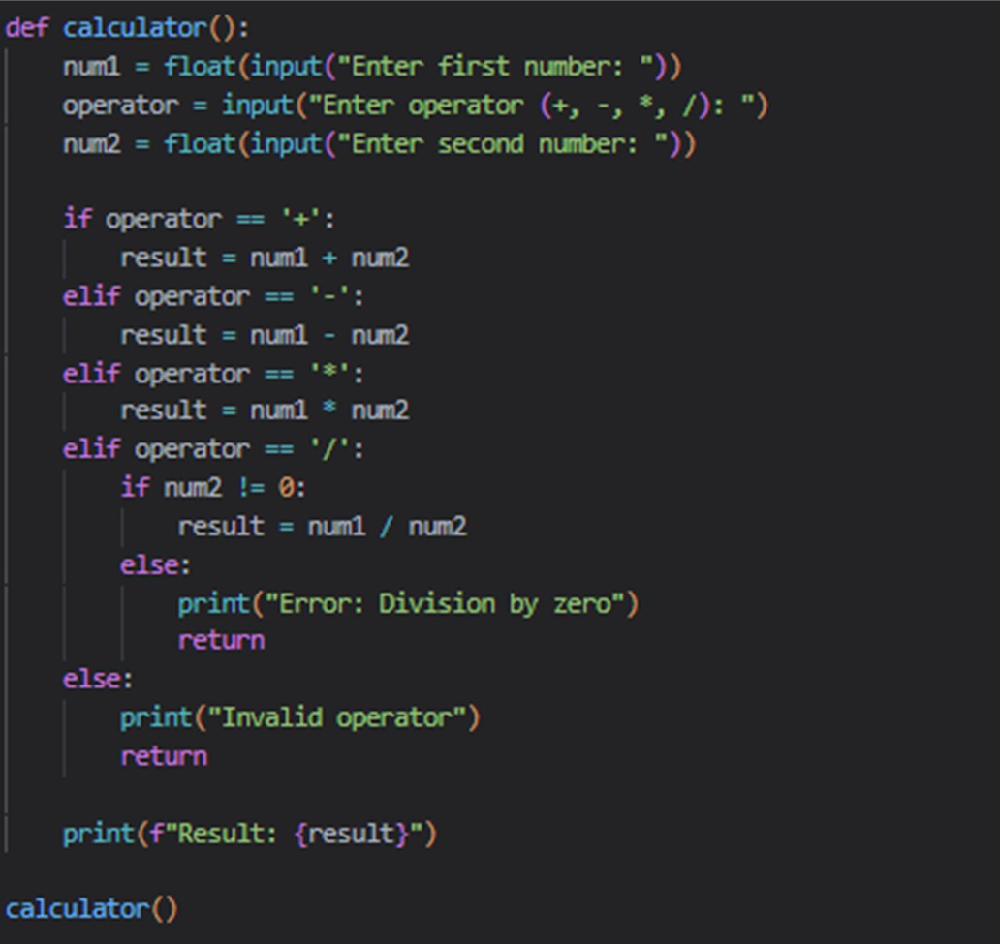 def calculator():
    num1 = float(input("Enter first number: "))
    operator = input("Enter operator (+, -, *, /): ")
    num2 = float(input("Enter second number: "))

    if operator == '+':
        result = num1 + num2
    elif operator == '-':
        result = num1 - num2
    elif operator == '*':
        result = num1 * num2
    elif operator == '/':
        if num2 != 0:
            result = num1 / num2
        else:
            print("Error: Division by zero")
            return
    else:
        print("Invalid operator")
        return

    print(f"Result: {result}")

calculator()